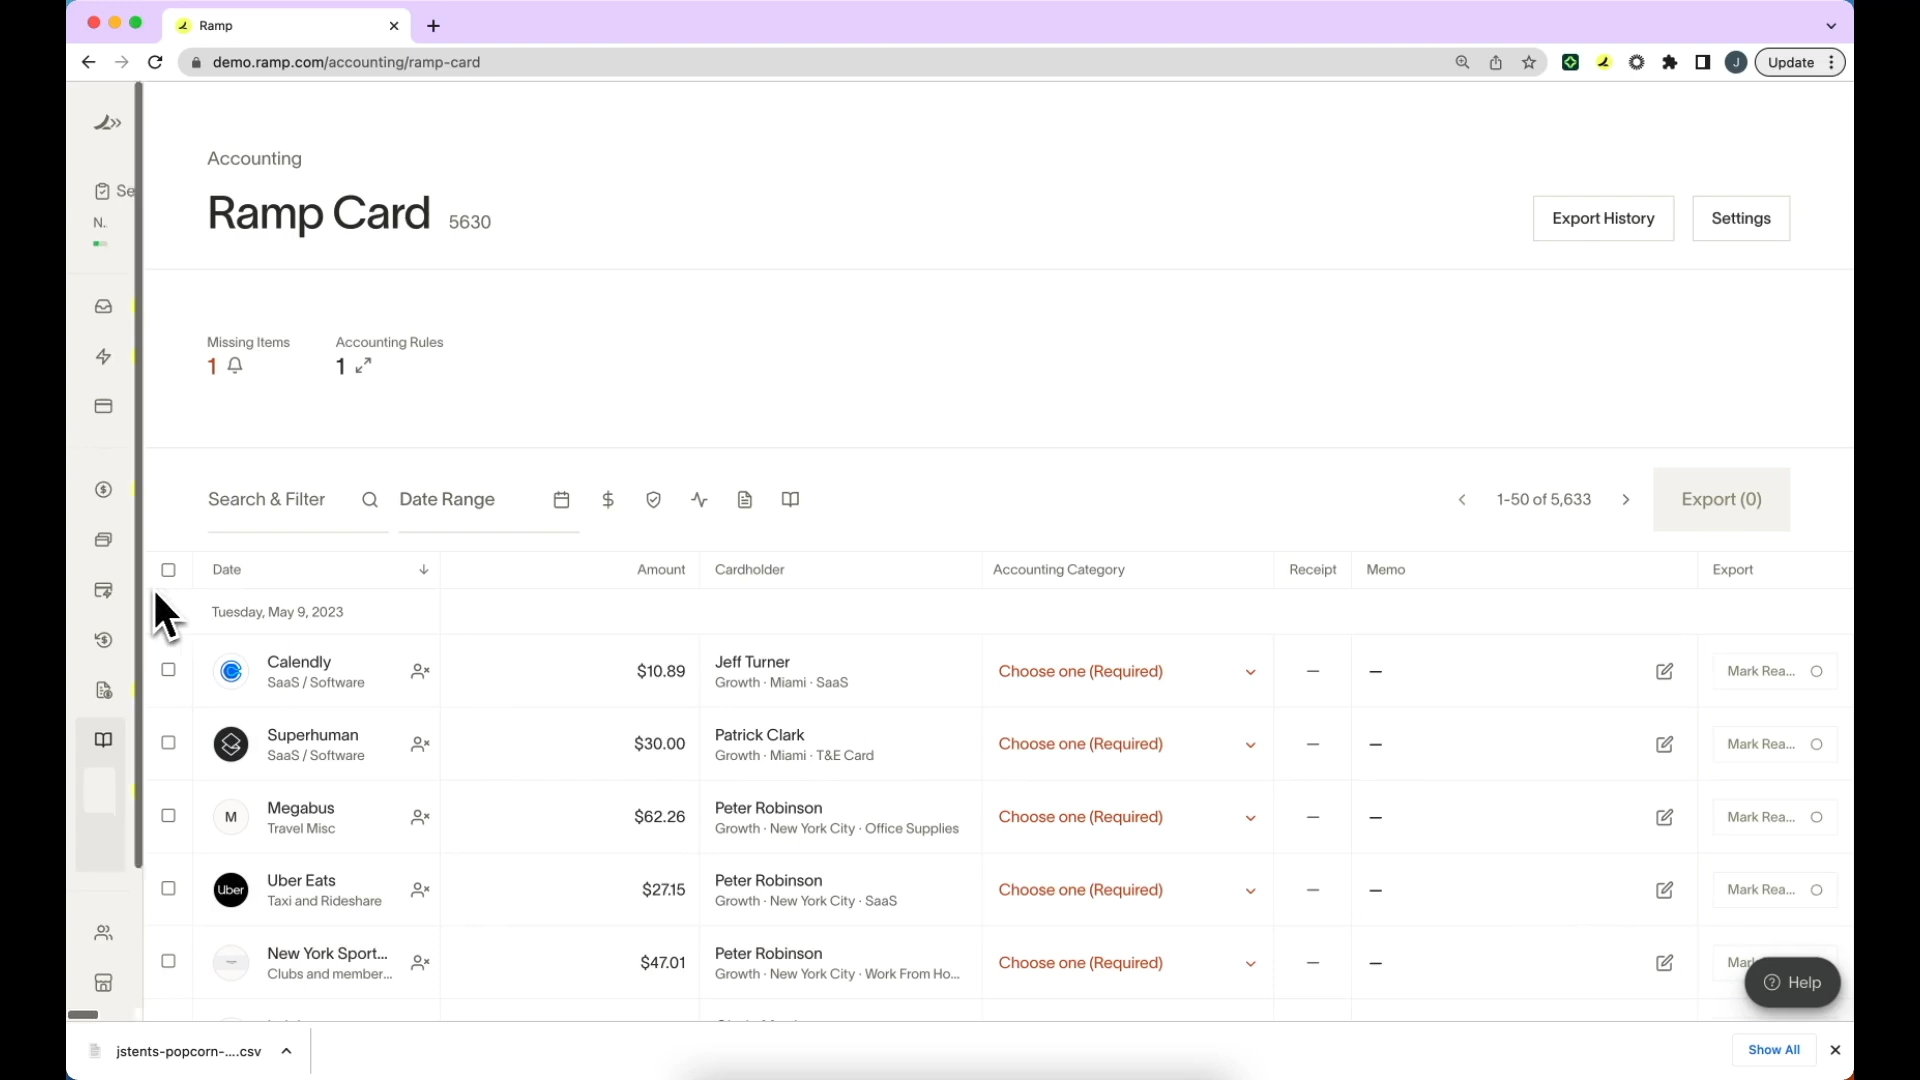 Ramp
demo.ramp.com/accounting/ramp-card
J
Update
Se
N..
Accounting
Ramp Card 5630
Export History
Settings
Missing Items
1
Accounting Rules
1
Search & Filter
Date Range
1-50 of 5,633
Export (0)
Date
Amount
Cardholder
Accounting Category
Receipt
Memo
Export
Tuesday, May 9, 2023
Calendly
SaaS / Software
$10.89
Jeff Turner
Growth · Miami · SaaS
Choose one (Required)
—
—
Mark Rea...
Superhuman
SaaS / Software
$30.00
Patrick Clark
Growth · Miami · T&E Card
Choose one (Required)
—
—
Mark Rea...
M
Megabus
Travel Misc
$62.26
Peter Robinson
Growth · New York City · Office Supplies
Choose one (Required)
—
—
Mark Rea...
Uber
Uber Eats
Taxi and Rideshare
$27.15
Peter Robinson
Growth · New York City · SaaS
Choose one (Required)
—
—
Mark Rea...
New York Sport...
Clubs and member...
$47.01
Peter Robinson
Growth · New York City · Work From Ho...
Choose one (Required)
—
—
Mar
Help
jstents-popcorn-....csv
Show All